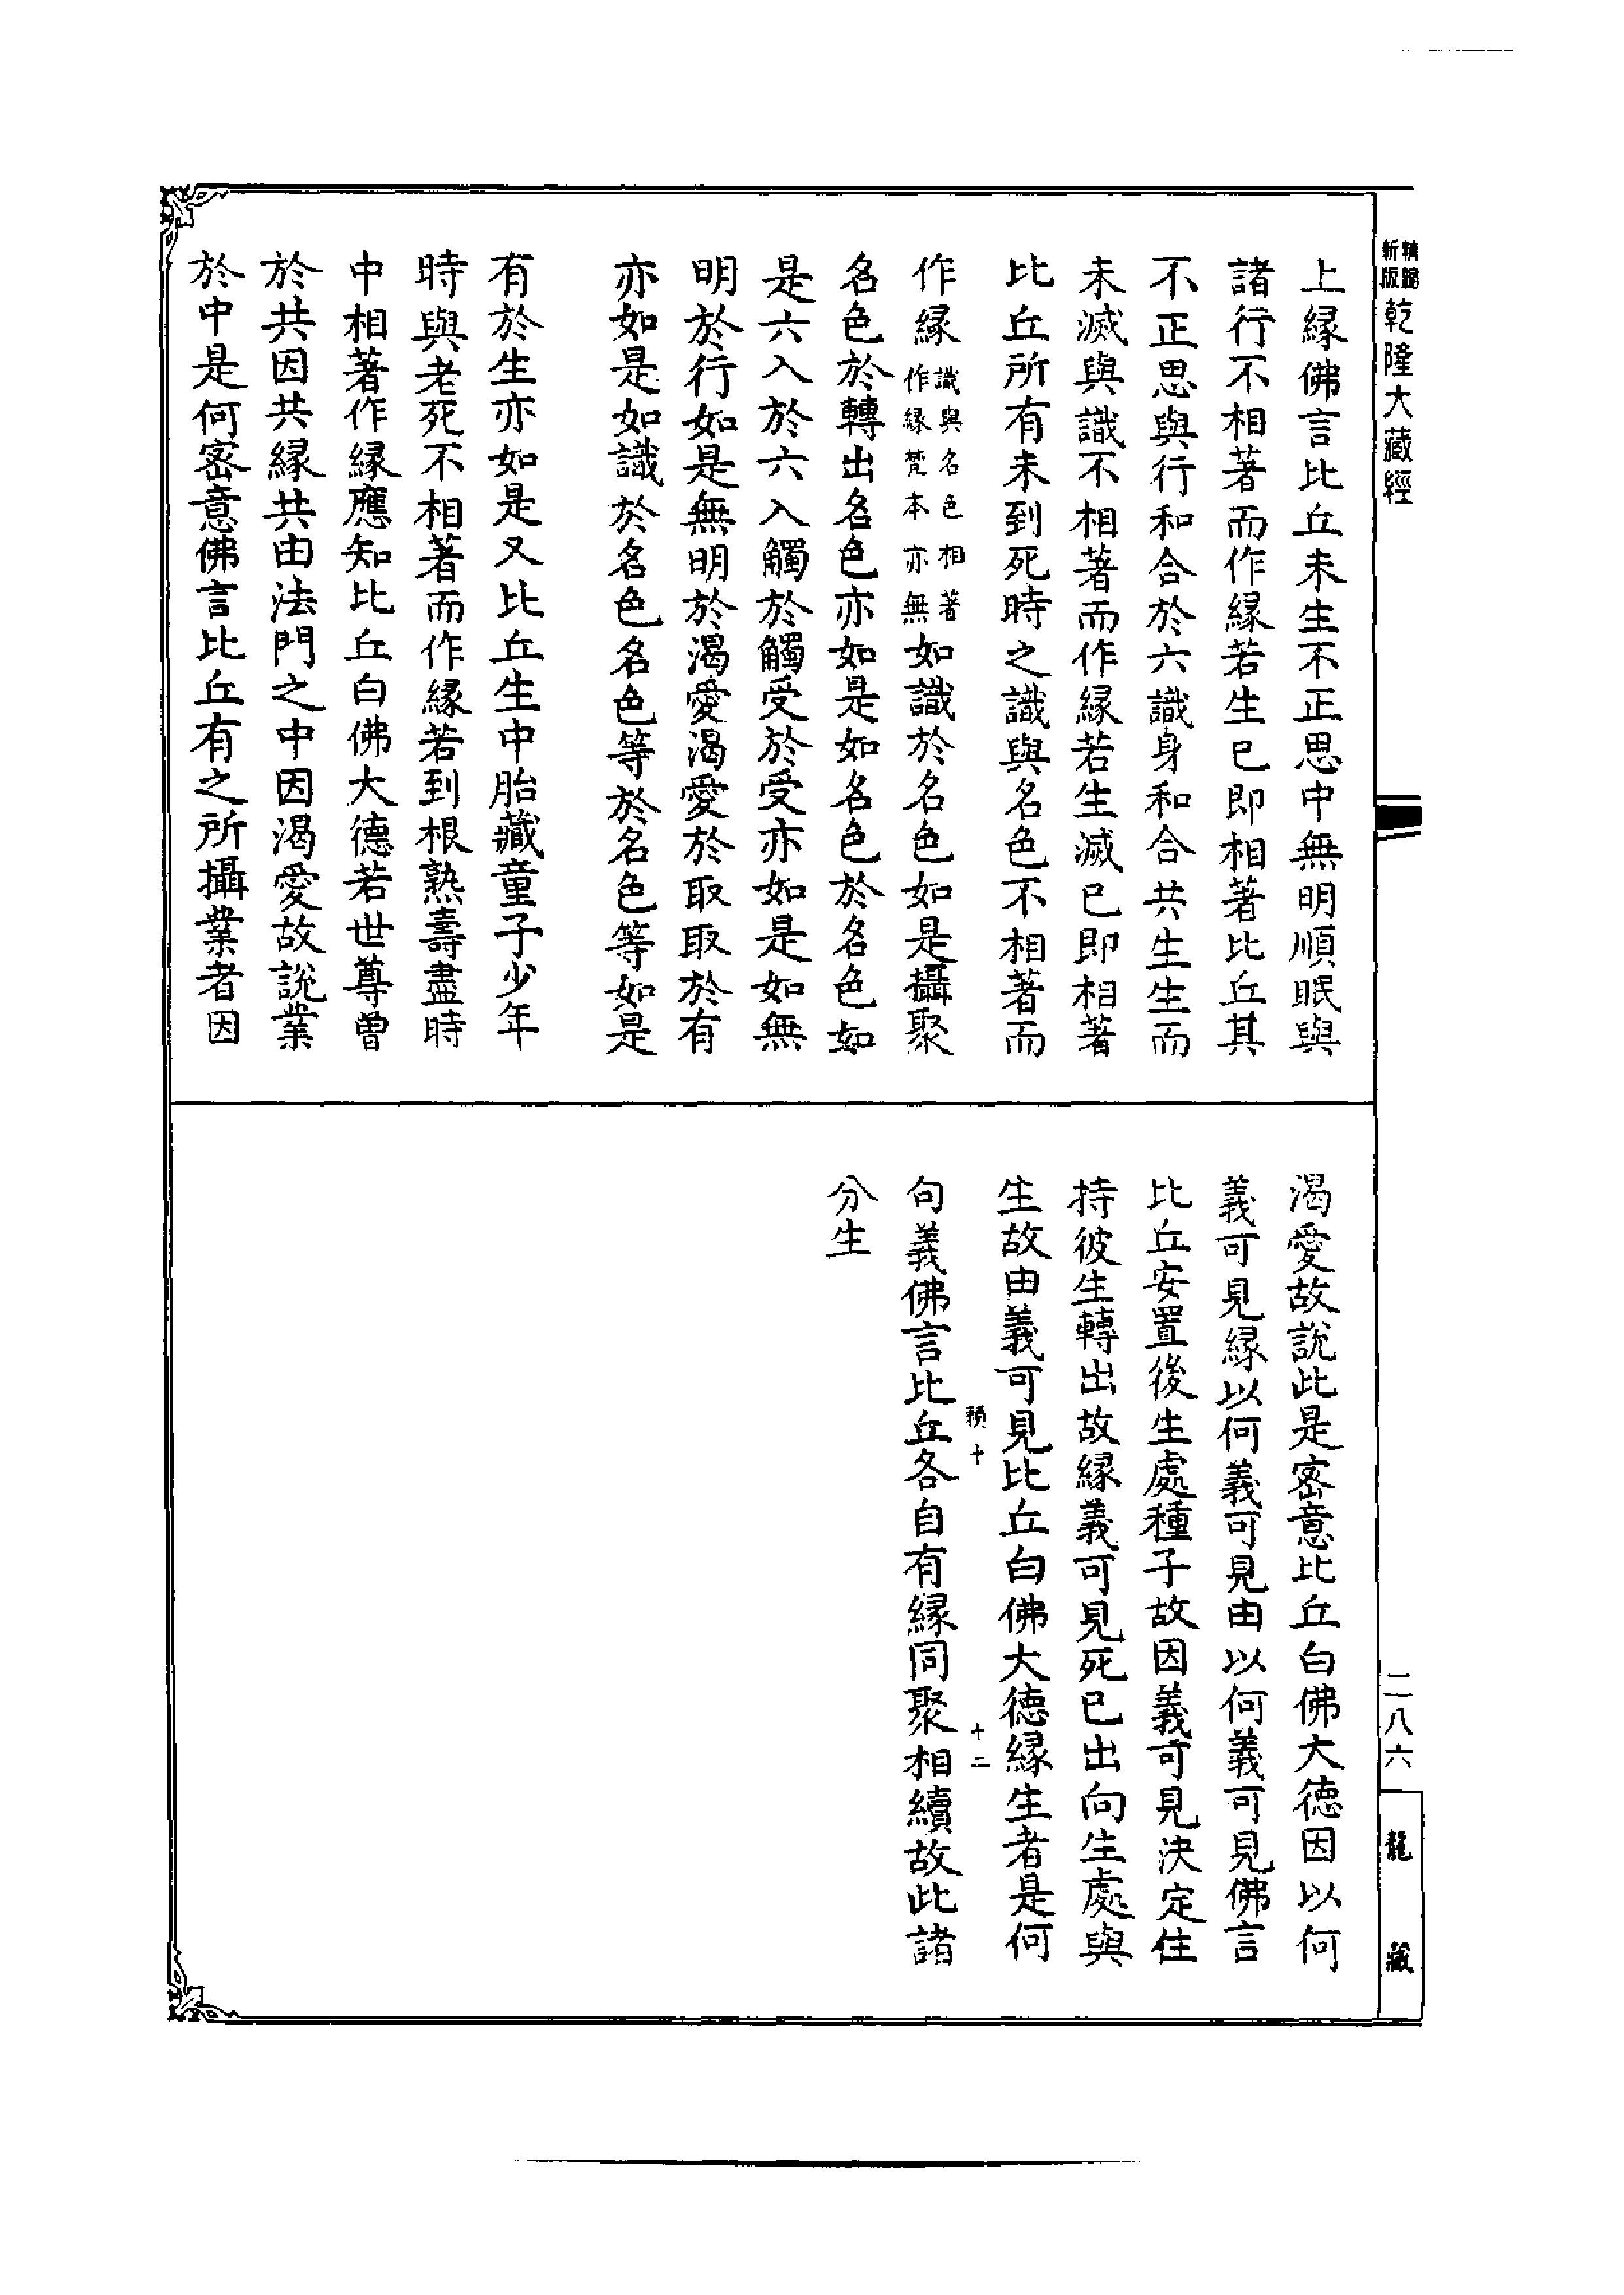 新編縮版 乾隆大藏經
上緣佛言比丘未生不正思中無明順眠與
諸行不相著而作緣若生已即相著比丘其
不正思與行和合於六識身和合共生生而
未滅與識不相著而作緣若生滅已即相著
比丘所有未到死時之識與名色不相著而
作緣識與名色相著作緣梵本亦無如識於名色如是攝聚
名色於轉出名色亦如是如名色於名色如
是六入於六入觸於觸受於受亦如是如無
明於行如是無明於渴愛渴愛於取取於有
亦如是如識於名色名色等於名色等如是
有於生亦如是又比丘生中胎藏童子少年
時與老死不相著而作緣若到根熟壽盡時
中相著作緣應知比丘白佛大德若世尊曾
於共因共緣共由法門之中因渴愛故說業
於中是何密意佛言比丘有之所攝業者因
渴愛故說此是密意比丘白佛大德因以何
義可見緣以何義可見由以何義可見佛言
比丘安置後生處種子故因義可見決定住
持彼生轉出故緣義可見死已出向生處與
生故由義可見比丘白佛大德緣生者是何
賴十
十二
句義佛言比丘各自有緣同聚相續故此諸
分生
二八六
龍藏